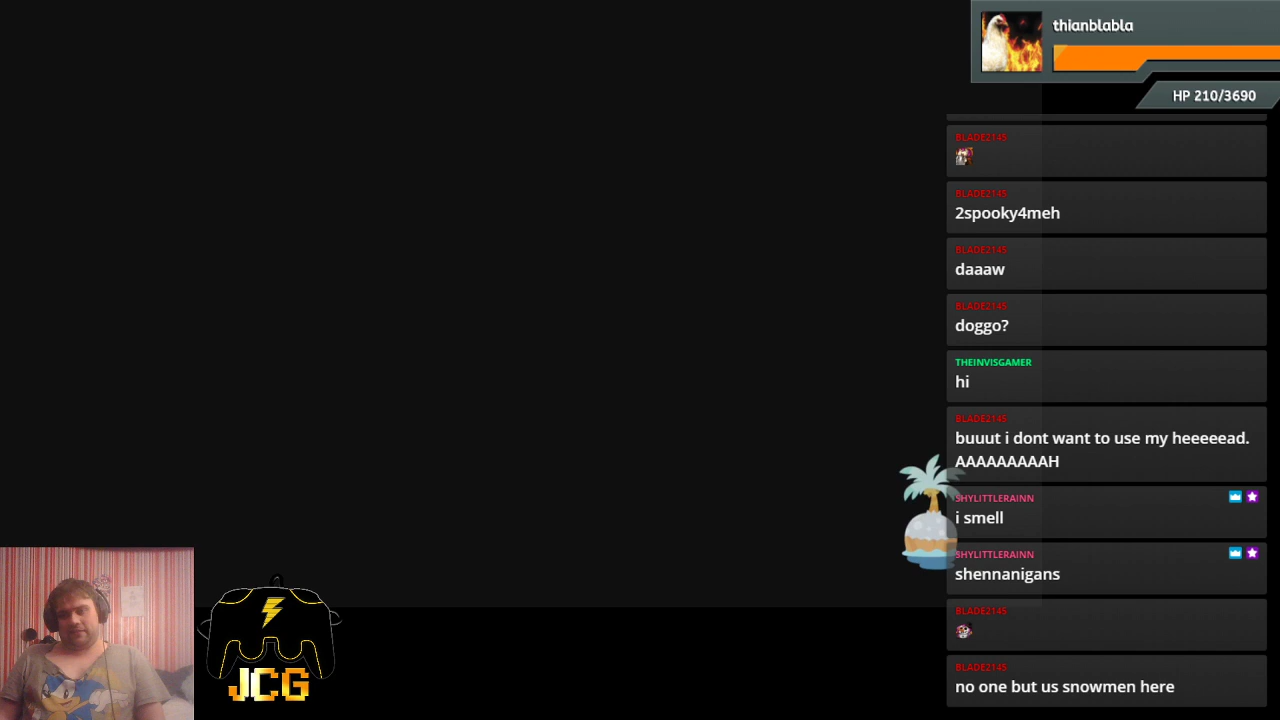 thianblabla
HP 210/3690
BLADE2145
BLADE2145
2spooky4meh
BLADE2145
daaaw
BLADE2145
doggo?
THEINVISGAMER
hi
BLADE2145
buuut i dont want to use my heeeeead.
AAAAAAAAAH
SHYLITTLERAINN
i smell
SHYLITTLERAINN
shennanigans
BLADE2145
BLADE2145
no one but us snowmen here
JCG